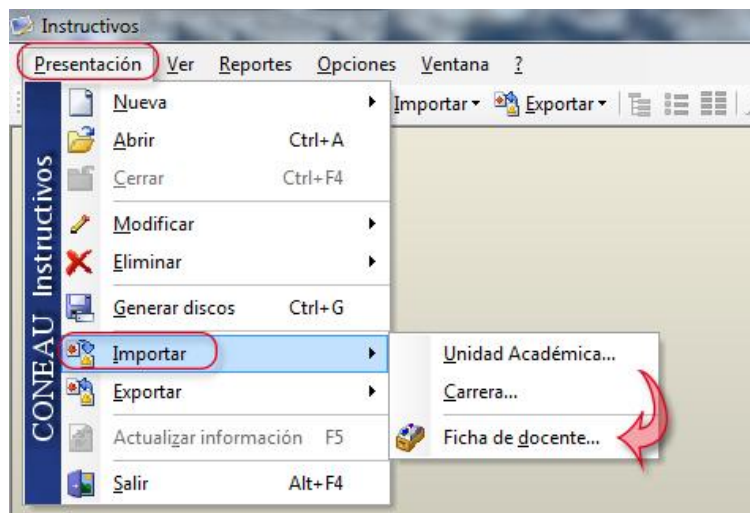 Instructivos
Presentación Ver Reportes Opciones Ventana ?
Importar Exportar
CONEAU Instructivos
Nueva
Abrir Ctrl+A
Cerrar Ctrl+F4
Modificar
Eliminar
Generar discos Ctrl+G
Importar
Unidad Académica...
Exportar
Carrera...
Actualizar información F5
Ficha de docente...
Salir Alt+F4